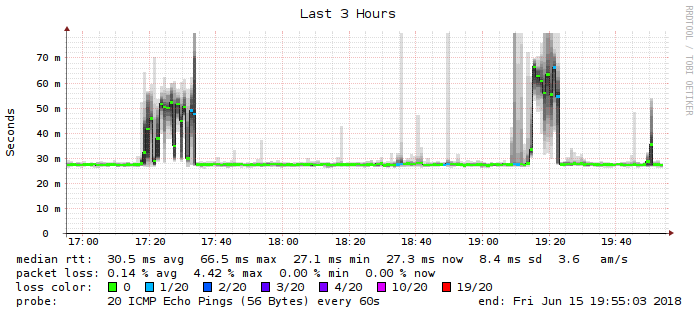 Last 3 Hours
RRDTOOL / TOBI OETIKER
Seconds
70 m
60 m
50 m
40 m
30 m
20 m
10 m
0
17:00 17:20 17:40 18:00 18:20 18:40 19:00 19:20 19:40
median rtt: 30.5 ms avg 66.5 ms max 27.1 ms min 27.3 ms now 8.4 ms sd 3.6 am/s
packet loss: 0.14 % avg 4.42 % max 0.00 % min 0.00 % now
loss color: 0 1/20 2/20 3/20 4/20 10/20 19/20
probe: 20 ICMP Echo Pings (56 Bytes) every 60s end: Fri Jun 15 19:55:03 2018